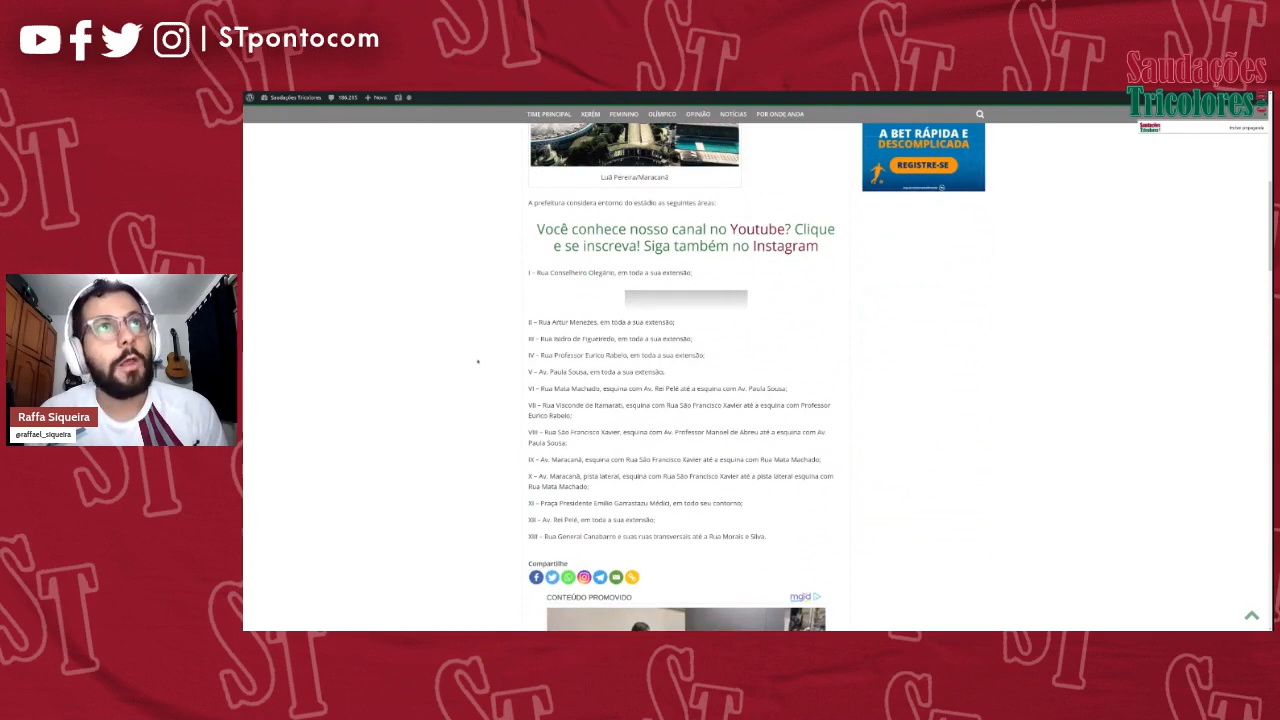 | STpontocom
Saudações
Tricolores
Saudações Tricolores 186.215 Novo
TIME PRINCIPAL XERÉM FEMININO OLÍMPICO OPINIÃO NOTÍCIAS POR ONDE ANDA
Saudações
Tricolores
Fechar propaganda
A BET RÁPIDA E
DESCOMPLICADA
REGISTRE-SE
Luã Pereira/Maracanã
A prefeitura considera entorno do estádio as seguintes áreas:
Você conhece nosso canal no Youtube? Clique
e se inscreva! Siga também no Instagram
I – Rua Conselheiro Olegário, em toda a sua extensão;
II – Rua Artur Menezes, em toda a sua extensão;
III – Rua Isidro de Figueiredo, em toda a sua extensão;
IV – Rua Professor Eurico Rabelo, em toda a sua extensão;
V – Av. Paula Sousa, em toda a sua extensão;
VI – Rua Mata Machado, esquina com Av. Rei Pelé até a esquina com Av. Paula Sousa;
VII – Rua Visconde de Itamarati, esquina com Rua São Francisco Xavier até a esquina com Professor
Eurico Rabelo;
VIII – Rua São Francisco Xavier, esquina com Av. Professor Manoel de Abreu até a esquina com Av.
Paula Sousa;
IX – Av. Maracanã, esquina com Rua São Francisco Xavier até a esquina com Rua Mata Machado;
X – Av. Maracanã, pista lateral, esquina com Rua São Francisco Xavier até a pista lateral esquina com
Rua Mata Machado;
XI – Praça Presidente Emílio Garrastazu Médici, em todo seu contorno;
XII – Av. Rei Pelé, em toda a sua extensão;
XIII – Rua General Canabarro e suas ruas transversais até a Rua Morais e Silva.
Compartilhe
CONTEÚDO PROMOVIDO
mgid
Raffa Siqueira
@raffael_siqueira